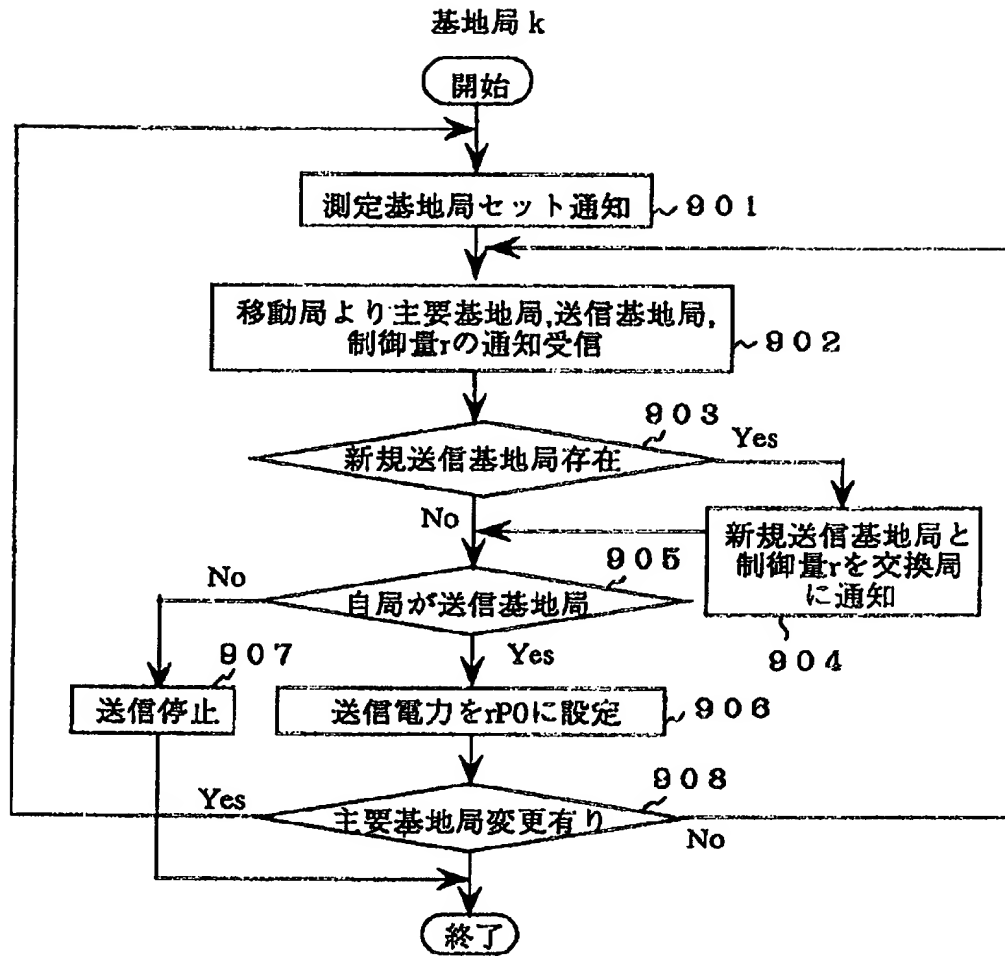 基地局 k
開始
測定基地局セット通知
901
移動局より主要基地局,送信基地局,
制御量rの通知受信
902
903
新規送信基地局存在
Yes
No
新規送信基地局と
制御量rを交換局
に通知
904
905
No
自局が送信基地局
Yes
907
送信停止
送信電力をrP0に設定
906
908
Yes
主要基地局変更有り
No
終了